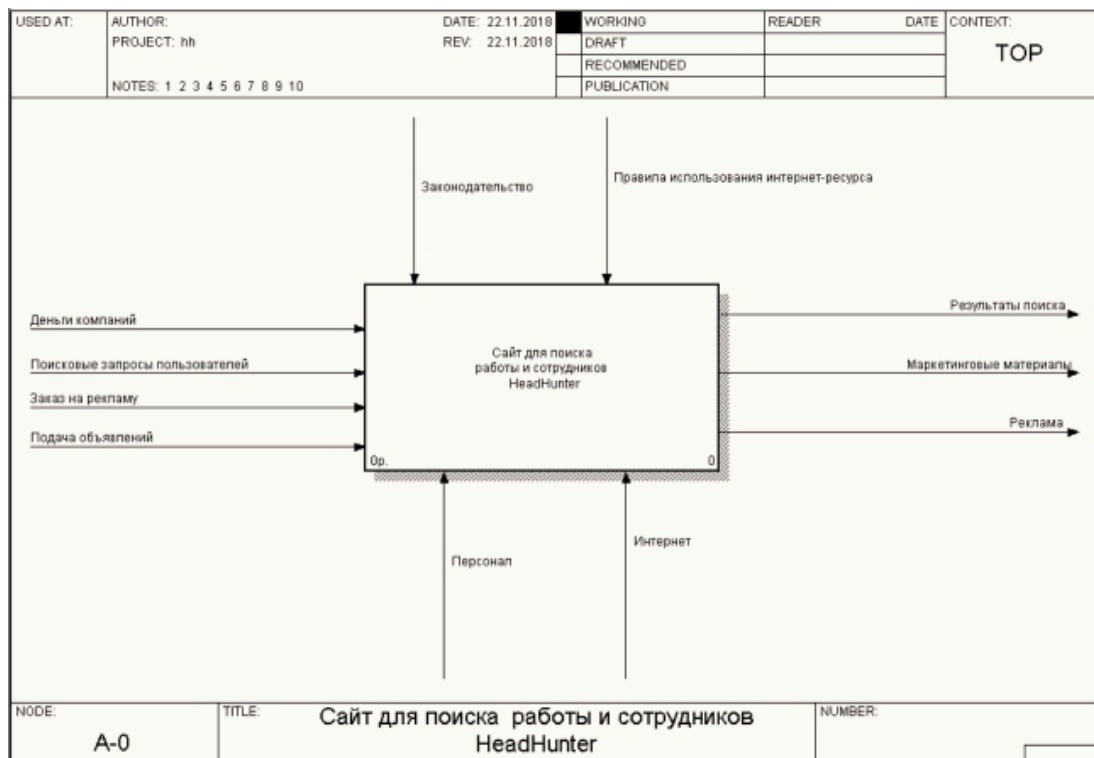 USED AT:
AUTHOR:
DATE: 22.11.2018
WORKING
READER
DATE
CONTEXT:
PROJECT: hh
REV: 22.11.2018
DRAFT
TOP
RECOMMENDED
NOTES: 1 2 3 4 5 6 7 8 9 10
PUBLICATION
Законодательство
Правила использования интернет-ресурса
Деньги компаний
Поисковые запросы пользователей
Заказ на рекламу
Подача объявлений
Сайт для поиска
работы и сотрудников
HeadHunter
0р.
0
Результаты поиска
Маркетинговые материалы
Реклама
Персонал
Интернет
NODE:
A-0
TITLE:
Сайт для поиска работы и сотрудников
HeadHunter
NUMBER: